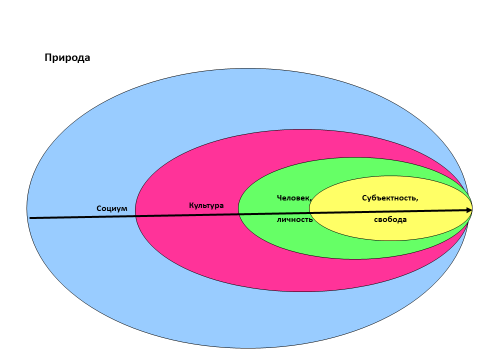 Природа
Социум
Культура
Человек,
личность
Субъектность,
свобода